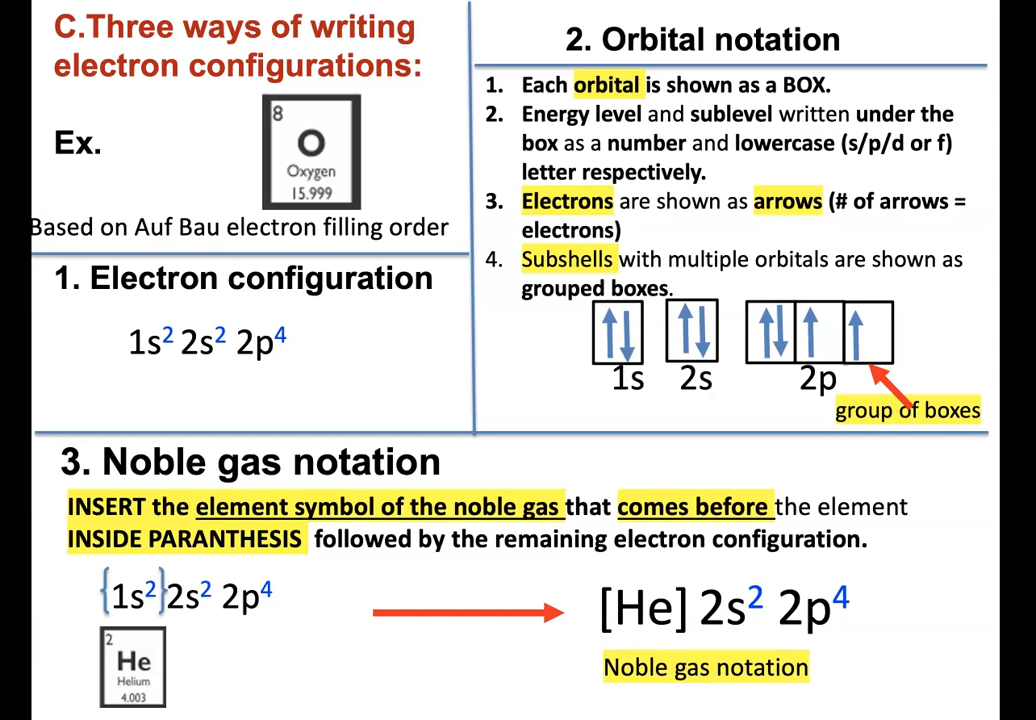 C.Three ways of writing
electron configurations:
Ex.
8
O
Oxygen
15.999
Based on Auf Bau electron filling order
1. Electron configuration
1s² 2s² 2p⁴
2. Orbital notation
1. Each orbital is shown as a BOX.
2. Energy level and sublevel written under the
box as a number and lowercase (s/p/d or f)
letter respectively.
3. Electrons are shown as arrows (# of arrows =
electrons)
4. Subshells with multiple orbitals are shown as
grouped boxes.
1s 2s 2p
group of boxes
3. Noble gas notation
INSERT the element symbol of the noble gas that comes before the element
INSIDE PARANTHESIS followed by the remaining electron configuration.
{1s²}2s² 2p⁴
2
He
Helium
4.003
[He] 2s² 2p⁴
Noble gas notation